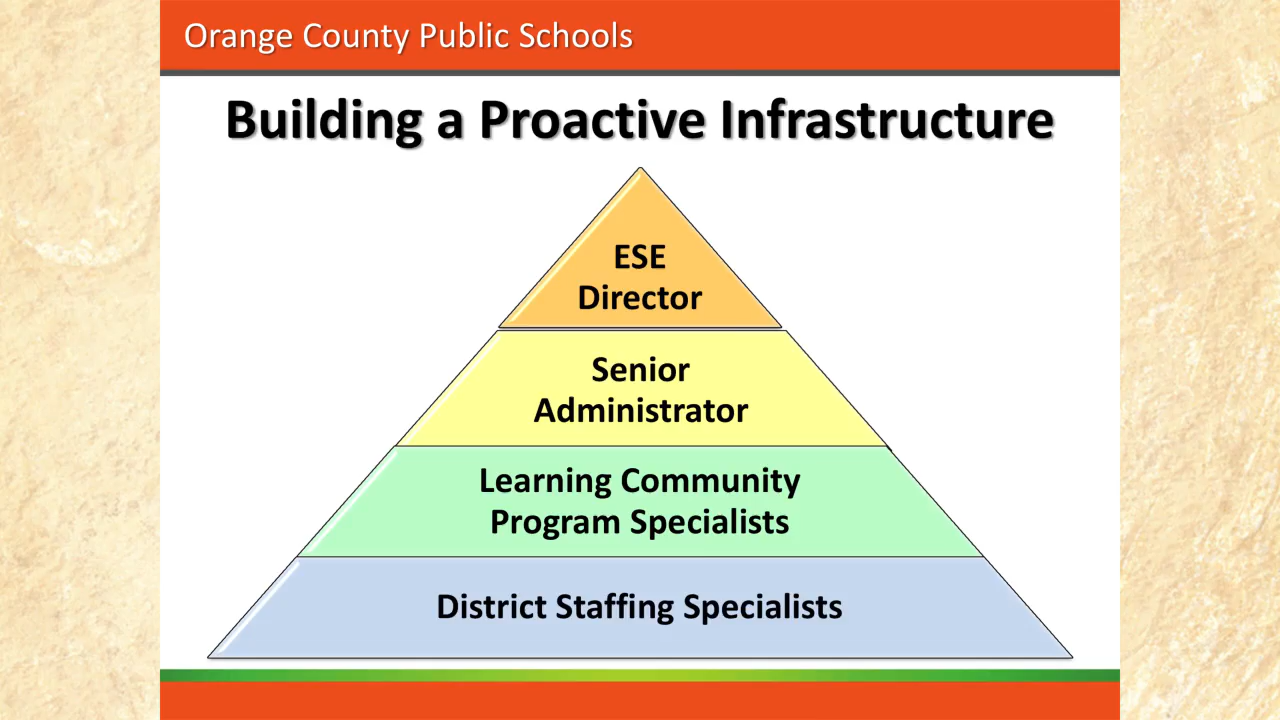 Orange County Public Schools
Building a Proactive Infrastructure
ESE
Director
Senior
Administrator
Learning Community
Program Specialists
District Staffing Specialists